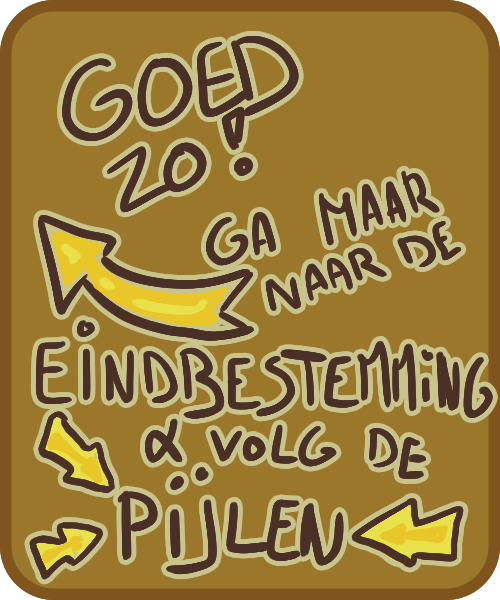 GOED
ZO!
GA MAAR
NAAR DE
EINDBESTEMMING
& VOLG DE
PIJLEN